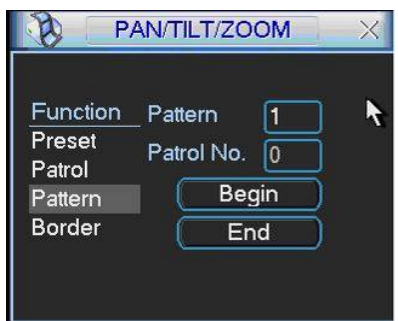 PAN/TILT/ZOOM
Function Pattern 1
Preset
Patrol No. 0
Patrol
Pattern Begin
Border End